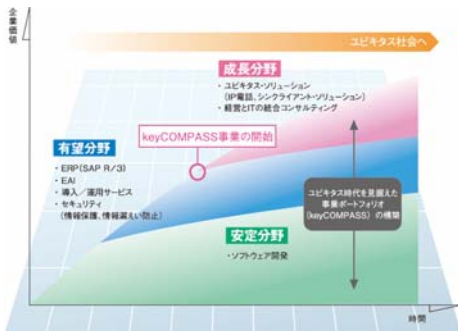 企業価値
ユビキタス社会へ
成長分野
・ユビキタス・ソリューション
(IP電話、シンクライアント・ソリューション)
・経営とITの統合コンサルティング
keyCOMPASS事業の開始
有望分野
・ERP(SAP R/3)
・EAI
・導入/運用サービス
・セキュリティ
(情報保護、情報漏えい防止)
ユビキタス時代を見据えた
事業ポートフォリオ
(keyCOMPASS)の構築
安定分野
・ソフトウェア開発
時間